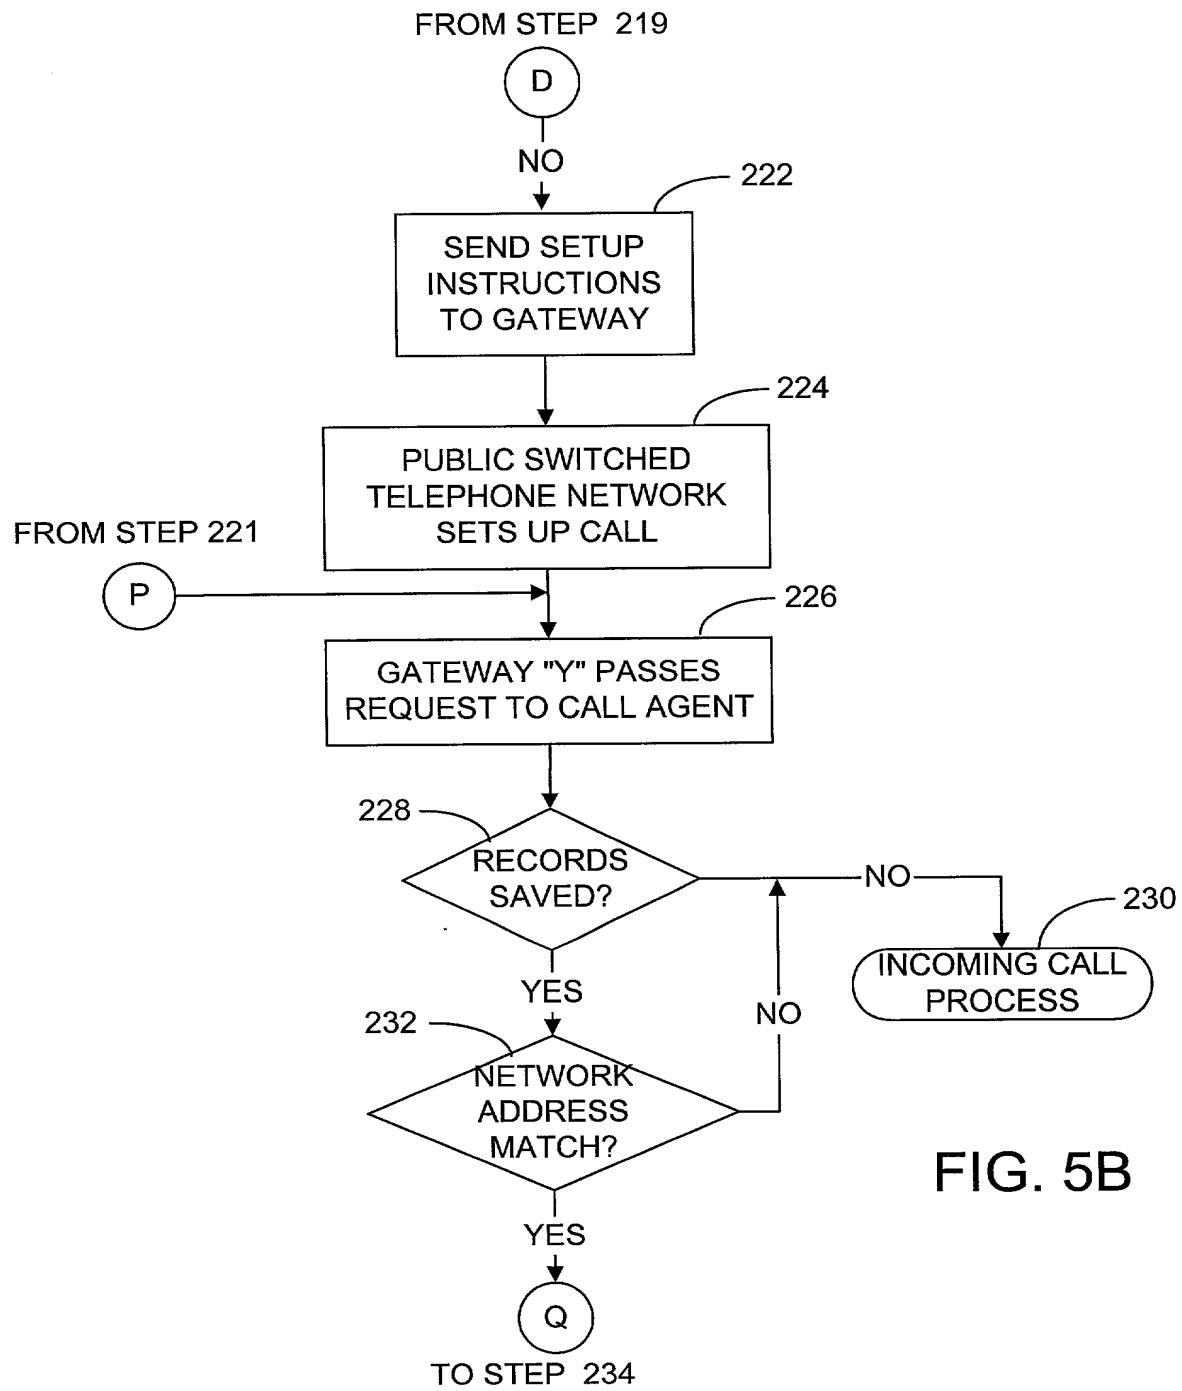 FROM STEP 219
D
NO
222
SEND SETUP
INSTRUCTIONS
TO GATEWAY
224
PUBLIC SWITCHED
TELEPHONE NETWORK
SETS UP CALL
FROM STEP 221
P
226
GATEWAY "Y" PASSES
REQUEST TO CALL AGENT
228
RECORDS
SAVED?
NO
230
INCOMING CALL
PROCESS
YES
NO
232
NETWORK
ADDRESS
MATCH?
FIG. 5B
YES
Q
TO STEP 234